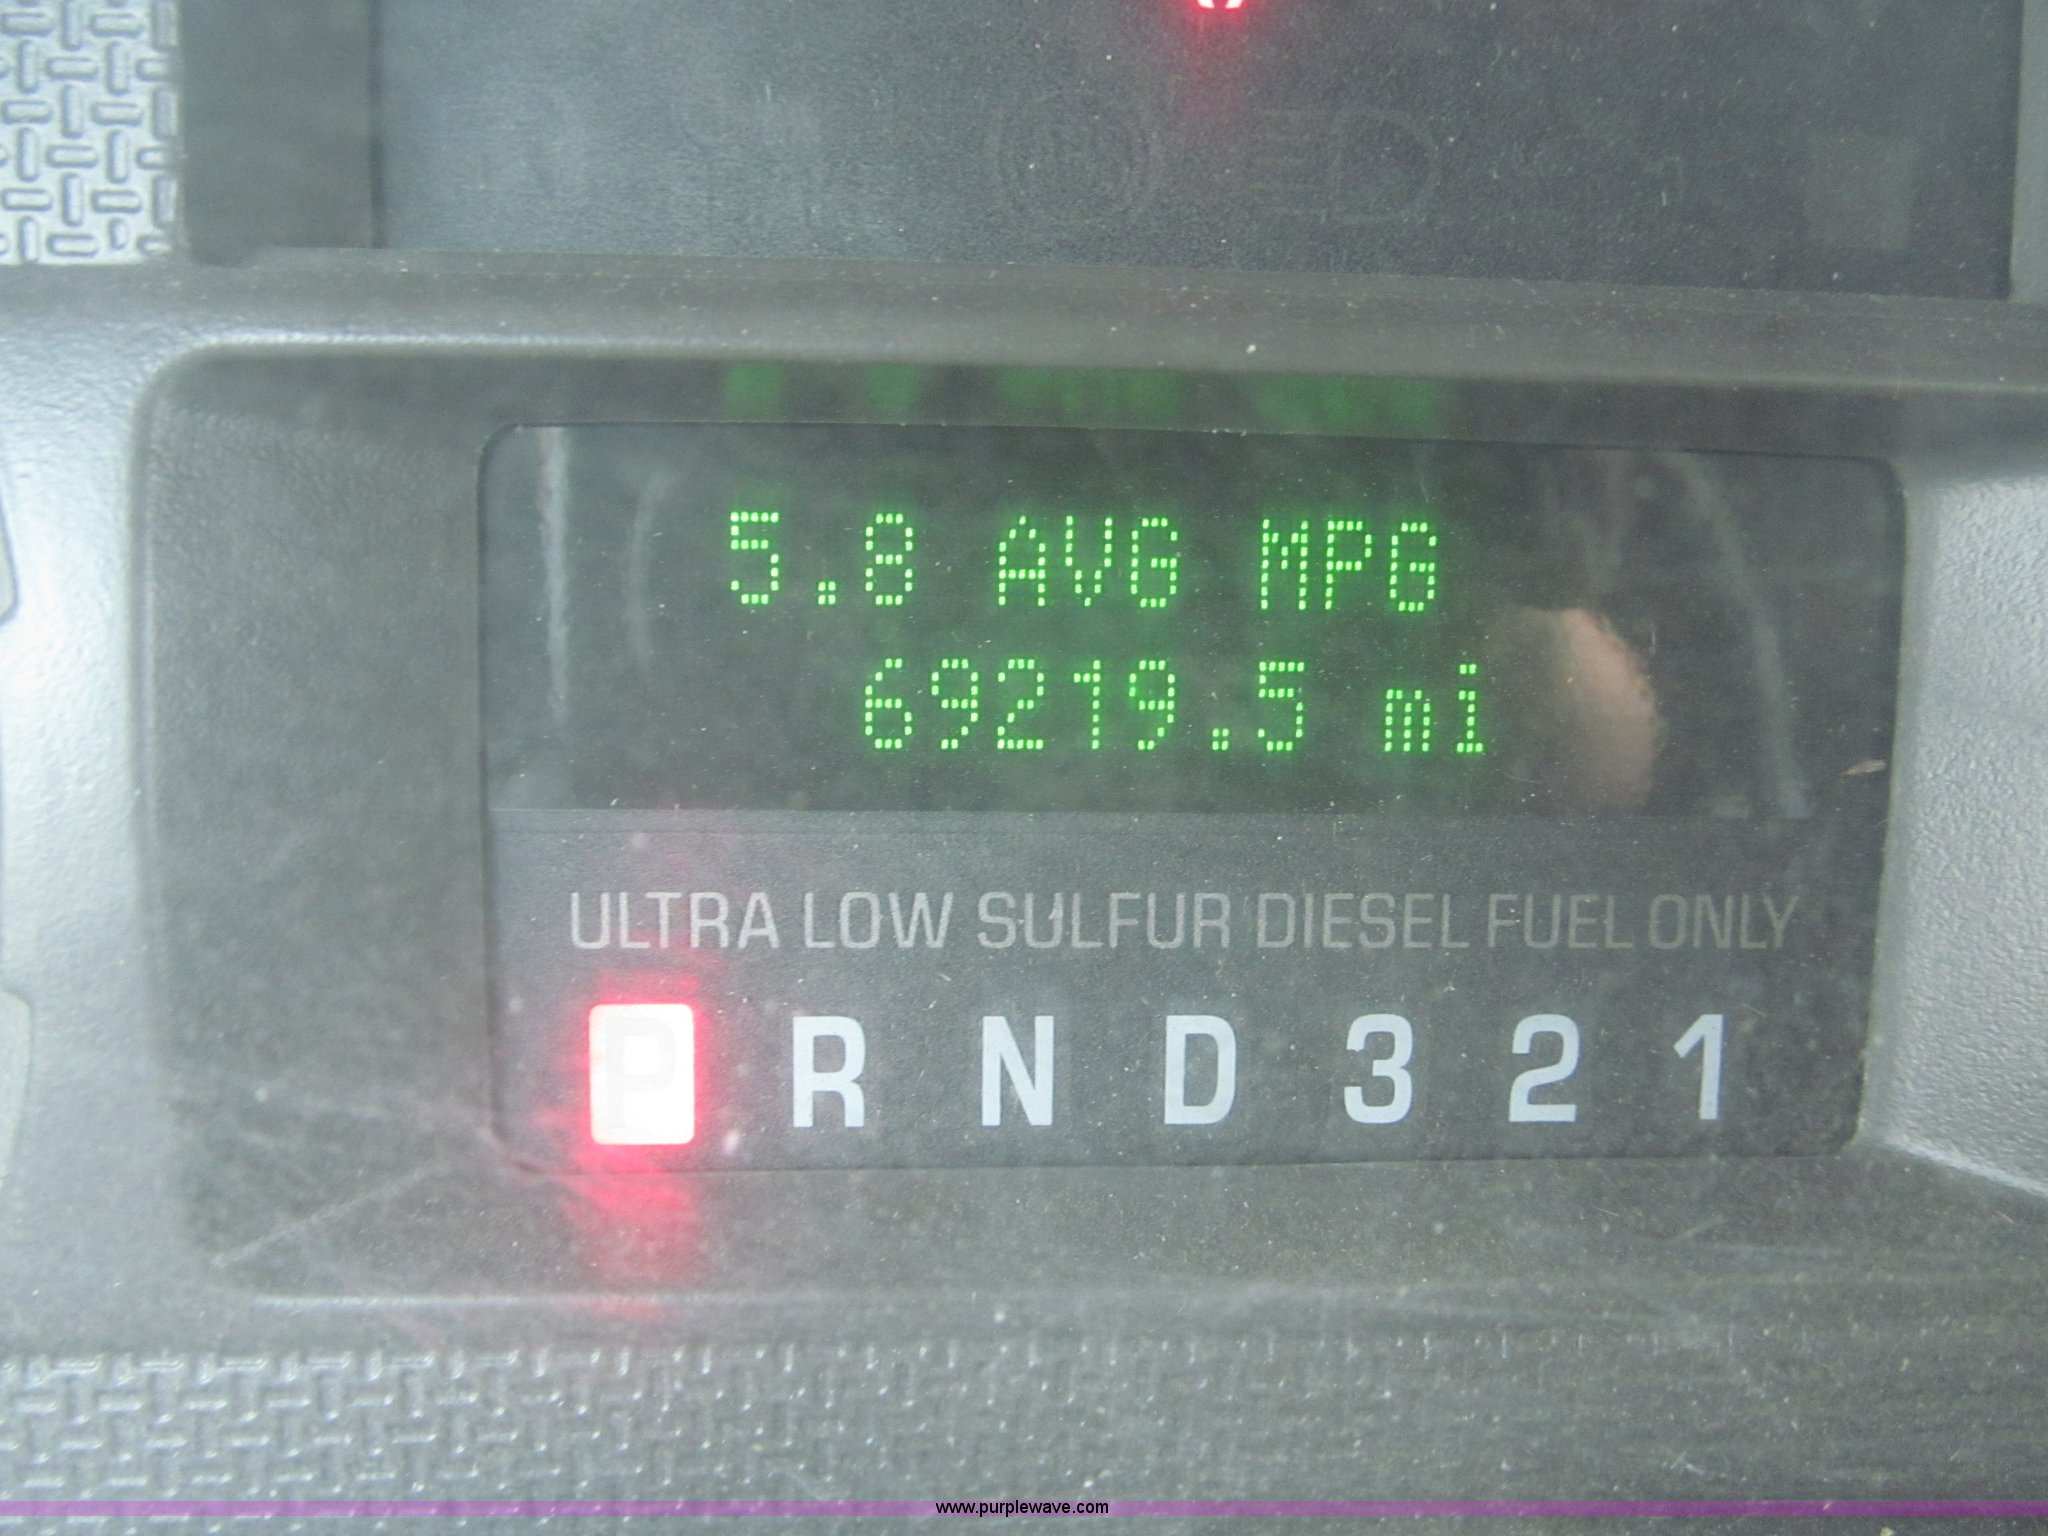 5.8 AVG MPG
69219.5 mi
ULTRA LOW SULFUR DIESEL FUEL ONLY
P R N D 3 2 1
www.purplewave.com